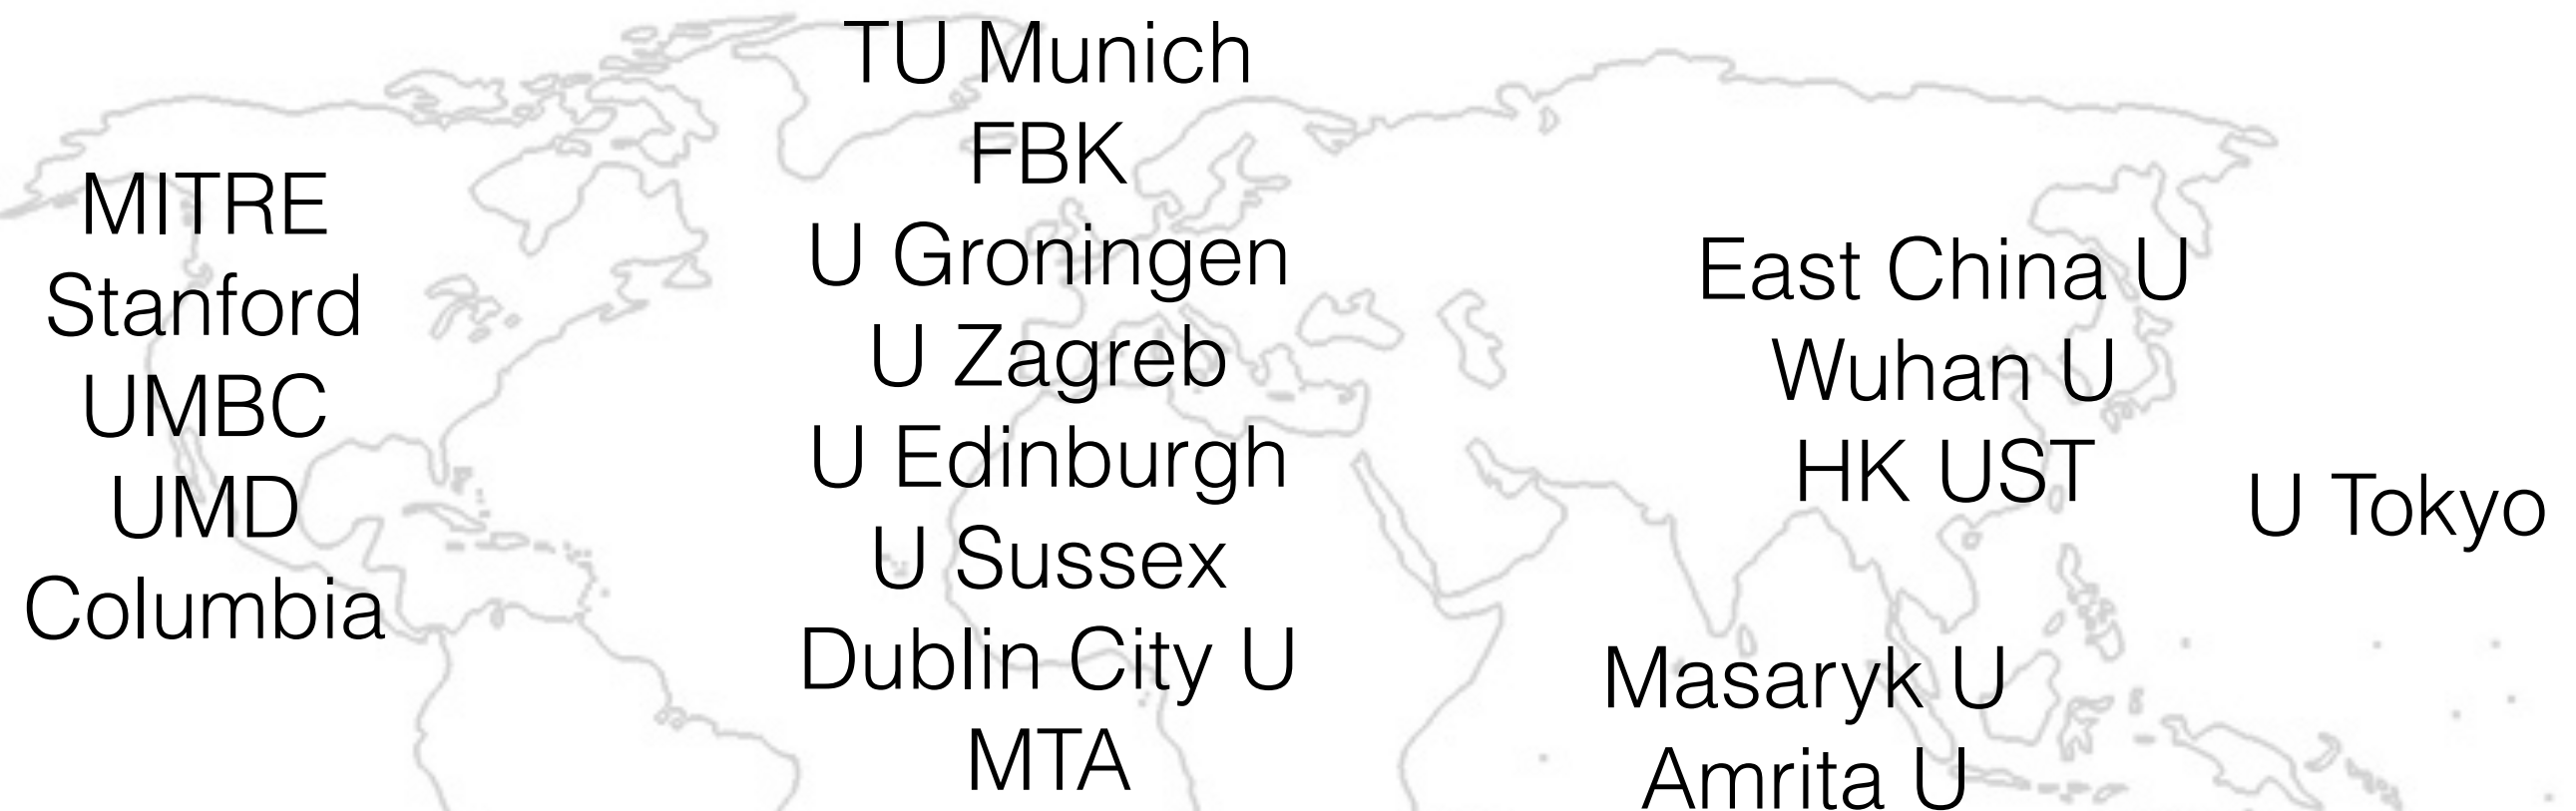 MITRE
Stanford
UMBC
UMD
Columbia
TU Munich
FBK
U Groningen
U Zagreb
U Edinburgh
U Sussex
Dublin City U
MTA
East China U
Wuhan U
HK UST
Masaryk U
Amrita U
U Tokyo